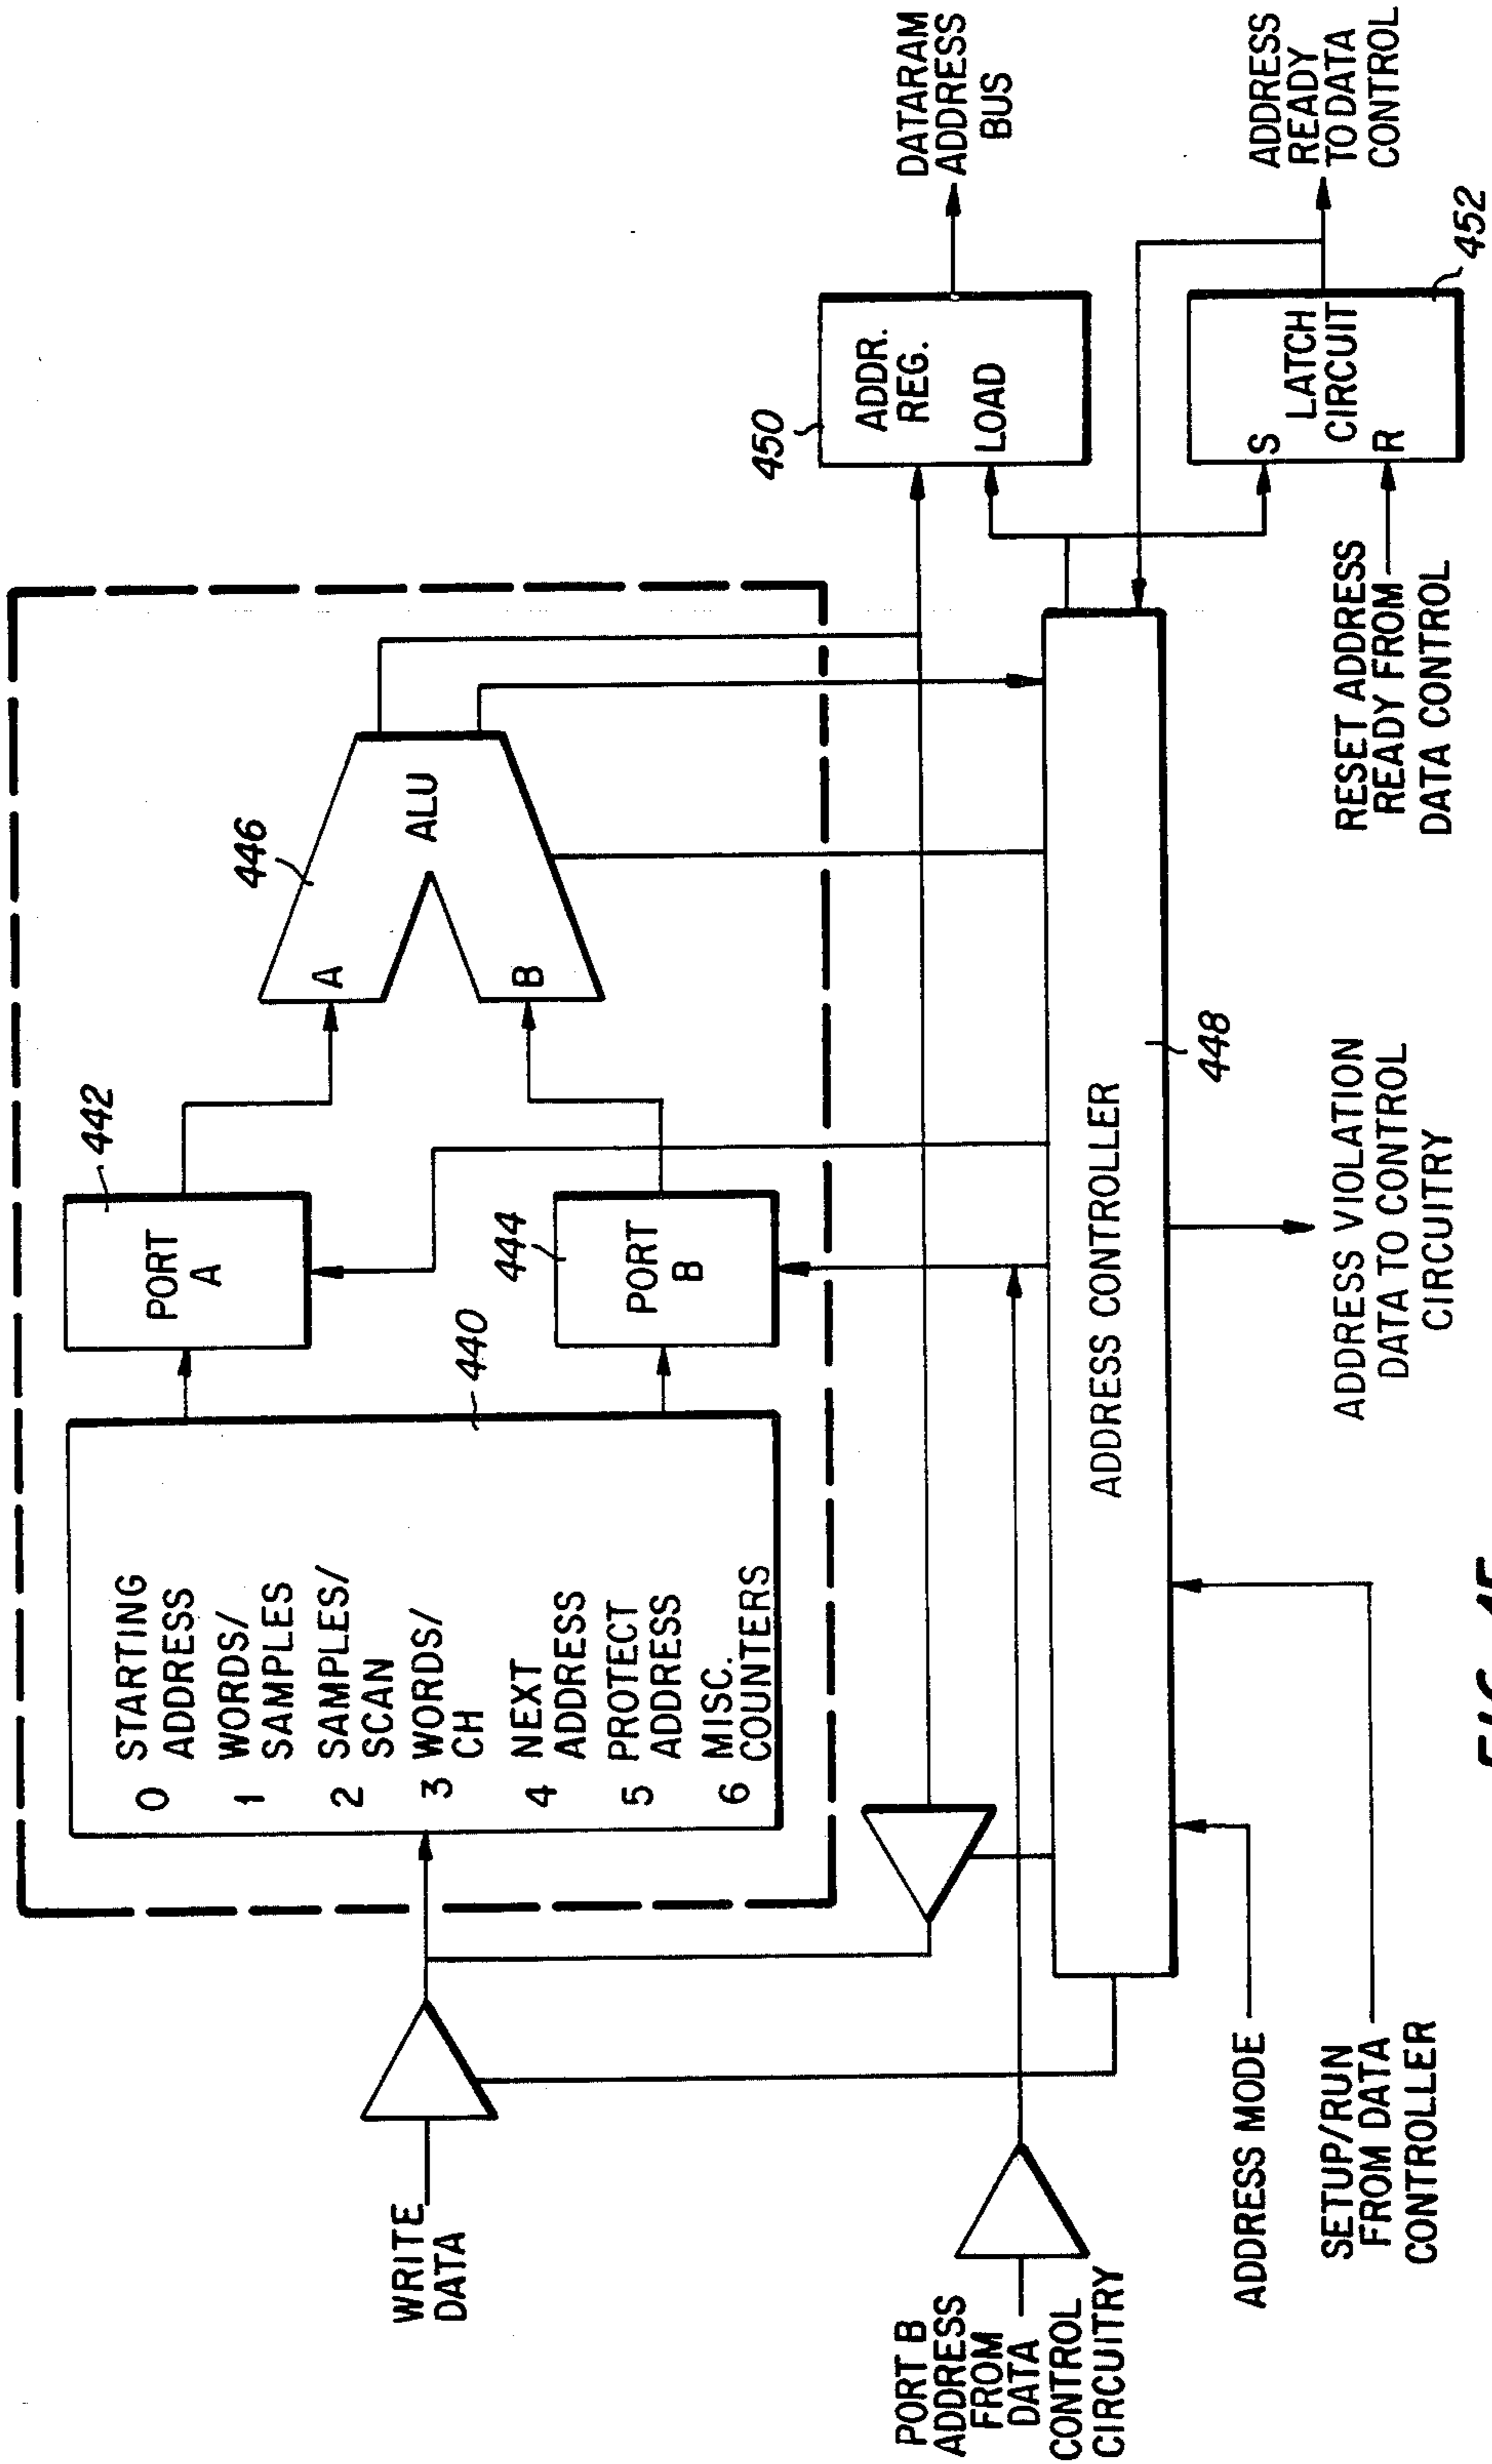 WRITE
DATA
PORT B
ADDRESS
FROM
DATA
CONTROL
CIRCUITRY
ADDRESS MODE
SETUP/RUN
FROM DATA
CONTROLLER
0 STARTING
ADDRESS
1 WORDS/
SAMPLES
2 SAMPLES/
SCAN
3 WORDS/
CH
4 NEXT
ADDRESS
5 PROTECT
ADDRESS
6 MISC.
COUNTERS
440
PORT
A
442
PORT
B
444
A
B
ALU
446
ADDRESS CONTROLLER
448
ADDRESS VIOLATION
DATA TO CONTROL
CIRCUITRY
RESET ADDRESS
READY FROM
DATA CONTROL
450
ADDR.
REG.
LOAD
S
LATCH
CIRCUIT
R
452
DATARAM
ADDRESS
BUS
ADDRESS
READY
TO DATA
CONTROL